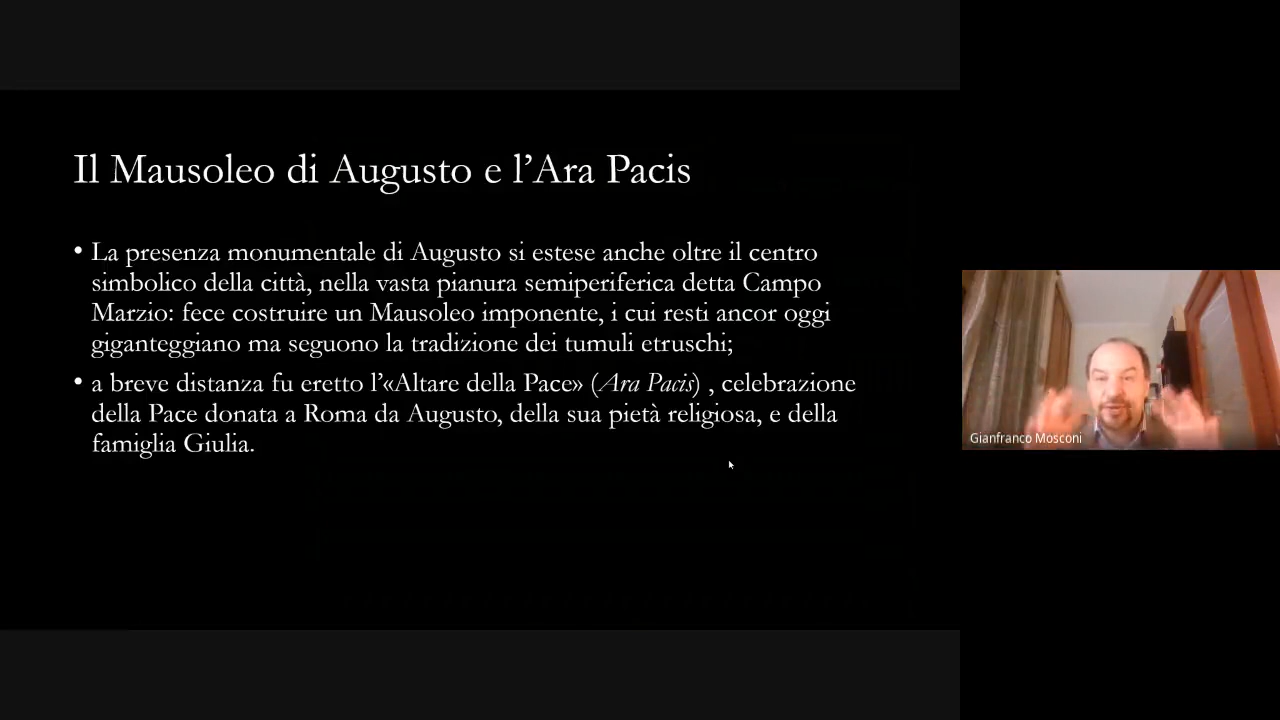 Il Mausoleo di Augusto e l’Ara Pacis
• La presenza monumentale di Augusto si estese anche oltre il centro
simbolico della città, nella vasta pianura semiperiferica detta Campo
Marzio: fece costruire un Mausoleo imponente, i cui resti ancor oggi
giganteggiano ma seguono la tradizione dei tumuli etruschi;
• a breve distanza fu eretto l’«Altare della Pace» (Ara Pacis) , celebrazione
della Pace donata a Roma da Augusto, della sua pietà religiosa, e della
famiglia Giulia.
Gianfranco Mosconi